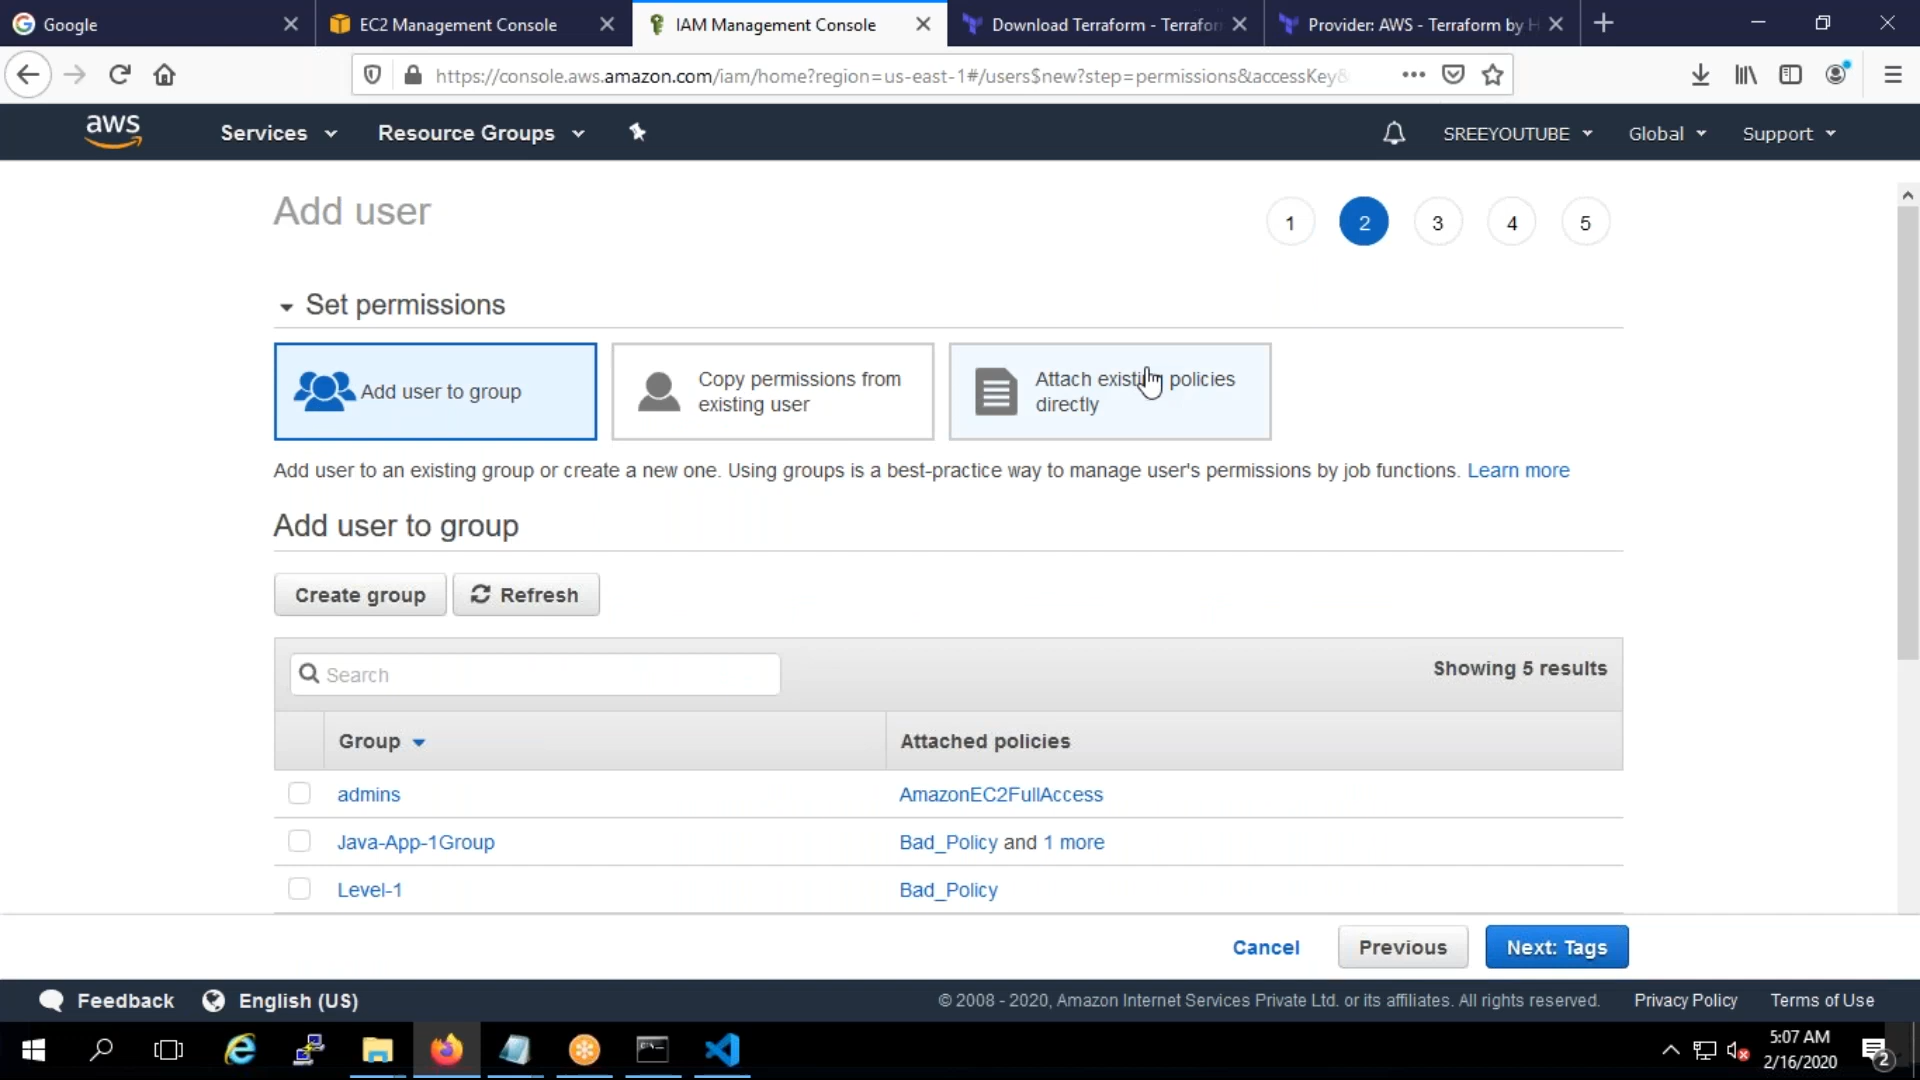 Google
EC2 Management Console
IAM Management Console
Download Terraform - Terrafor
Provider: AWS - Terraform by H
https://console.aws.amazon.com/iam/home?region=us-east-1#/users$new?step=permissions&accessKey&
aws
Services
Resource Groups
SREEYOUTUBE
Global
Support
Add user
1
2
3
4
5
Set permissions
Add user to group
Copy permissions from
existing user
Attach existing policies
directly
Add user to an existing group or create a new one. Using groups is a best-practice way to manage user's permissions by job functions. Learn more
Add user to group
Create group
Refresh
Search
Showing 5 results
Group
Attached policies
admins
AmazonEC2FullAccess
Java-App-1Group
Bad_Policy and 1 more
Level-1
Bad_Policy
Cancel
Previous
Next: Tags
Feedback
English (US)
© 2008 - 2020, Amazon Internet Services Private Ltd. or its affiliates. All rights reserved.
Privacy Policy
Terms of Use
5:07 AM
2/16/2020
2